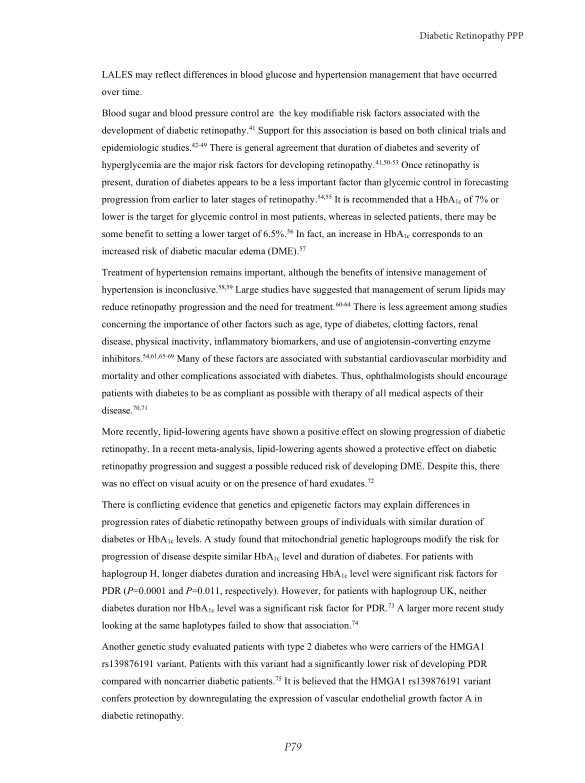 Diabetic Retinopathy PPP
LALES may reflect differences in blood glucose and hypertension management that have occurred
over time.
Blood sugar and blood pressure control are  the key modifiable risk factors associated with the
development of diabetic retinopathy.41 Support for this association is based on both clinical trials and
epidemiologic studies.42-49 There is general agreement that duration of diabetes and severity of
hyperglycemia are the major risk factors for developing retinopathy.41,50-53 Once retinopathy is
present, duration of diabetes appears to be a less important factor than glycemic control in forecasting
progression from earlier to later stages of retinopathy.54,55 It is recommended that a HbA1c of 7% or
lower is the target for glycemic control in most patients, whereas in selected patients, there may be
some benefit to setting a lower target of 6.5%.56 In fact, an increase in HbA1c corresponds to an
increased risk of diabetic macular edema (DME).57
Treatment of hypertension remains important, although the benefits of intensive management of
hypertension is inconclusive.58,59 Large studies have suggested that management of serum lipids may
reduce retinopathy progression and the need for treatment.60-64 There is less agreement among studies
concerning the importance of other factors such as age, type of diabetes, clotting factors, renal
disease, physical inactivity, inflammatory biomarkers, and use of angiotensin-converting enzyme
inhibitors.54,61,65-69 Many of these factors are associated with substantial cardiovascular morbidity and
mortality and other complications associated with diabetes. Thus, ophthalmologists should encourage
patients with diabetes to be as compliant as possible with therapy of all medical aspects of their
disease.70,71
More recently, lipid-lowering agents have shown a positive effect on slowing progression of diabetic
retinopathy. In a recent meta-analysis, lipid-lowering agents showed a protective effect on diabetic
retinopathy progression and suggest a possible reduced risk of developing DME. Despite this, there
was no effect on visual acuity or on the presence of hard exudates.72
There is conflicting evidence that genetics and epigenetic factors may explain differences in
progression rates of diabetic retinopathy between groups of individuals with similar duration of
diabetes or HbA1c levels. A study found that mitochondrial genetic haplogroups modify the risk for
progression of disease despite similar HbA1c level and duration of diabetes. For patients with
haplogroup H, longer diabetes duration and increasing HbA1c level were significant risk factors for
PDR (P=0.0001 and P=0.011, respectively). However, for patients with haplogroup UK, neither
diabetes duration nor HbA1c level was a significant risk factor for PDR.73 A larger more recent study
looking at the same haplotypes failed to show that association.74
Another genetic study evaluated patients with type 2 diabetes who were carriers of the HMGA1
rs139876191 variant. Patients with this variant had a significantly lower risk of developing PDR
compared with noncarrier diabetic patients.75 It is believed that the HMGA1 rs139876191 variant
confers protection by downregulating the expression of vascular endothelial growth factor A in
diabetic retinopathy.
P79